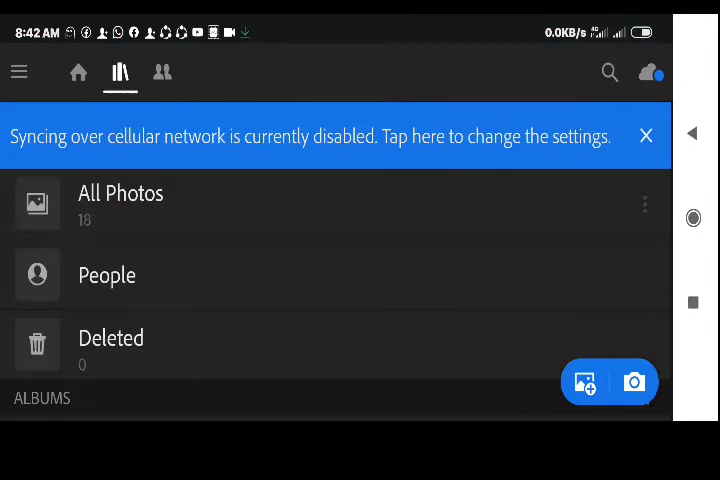 8:42 AM 0.0KB/s 4G
Syncing over cellular network is currently disabled. Tap here to change the settings.
All Photos
18
People
Deleted
0
ALBUMS